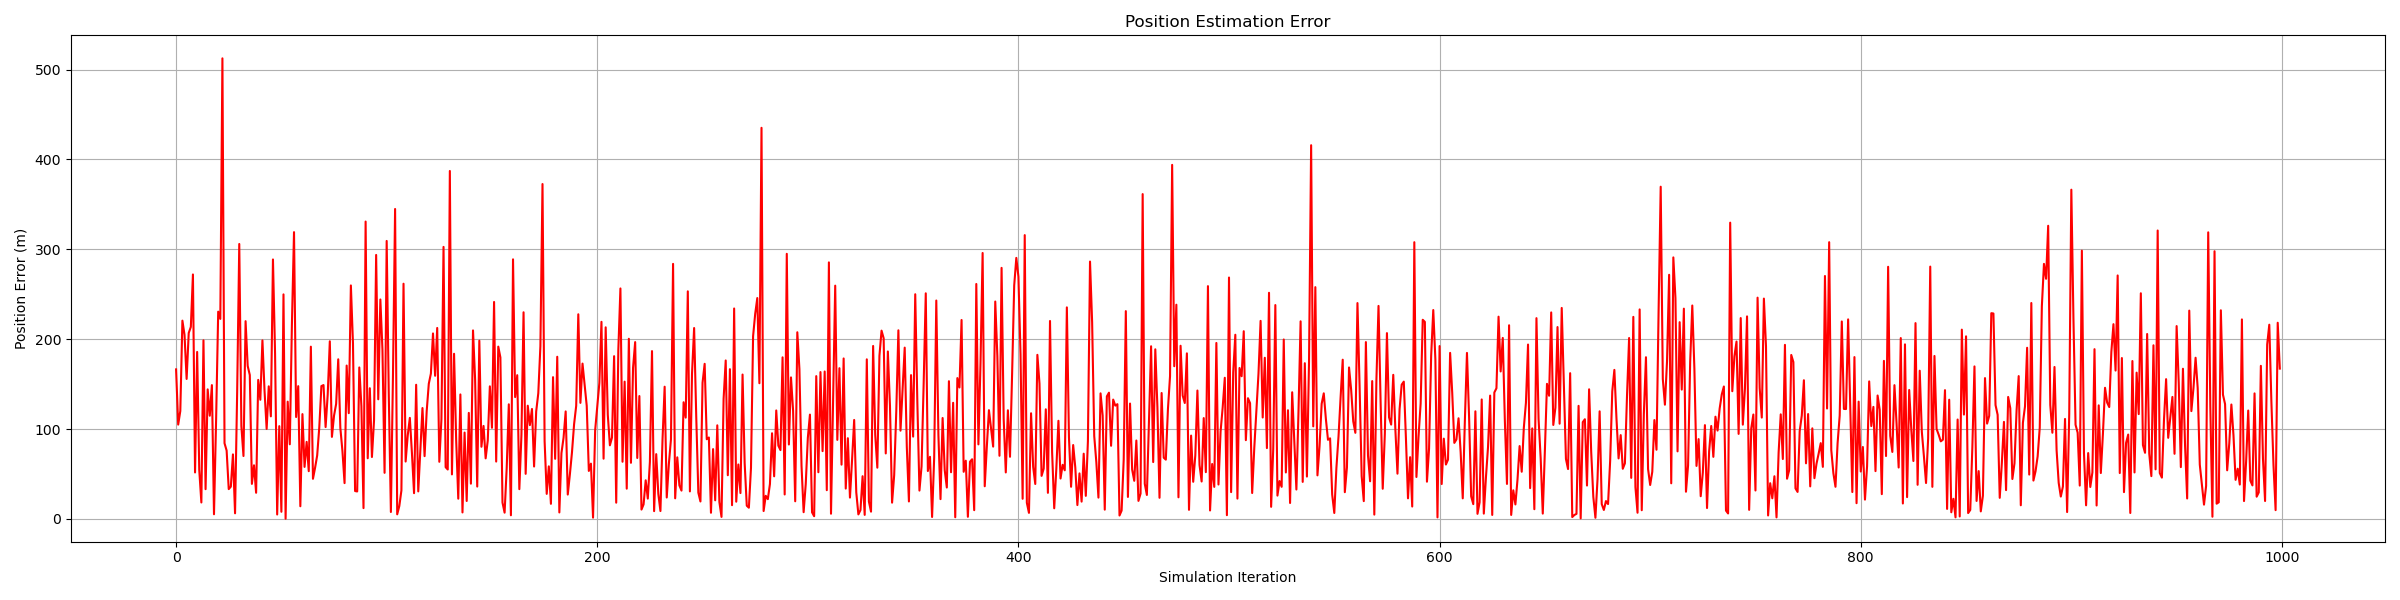 Position Estimation Error
Position Error (m)
500
400
300
200
100
0
0 200 400 600 800 1000
Simulation Iteration